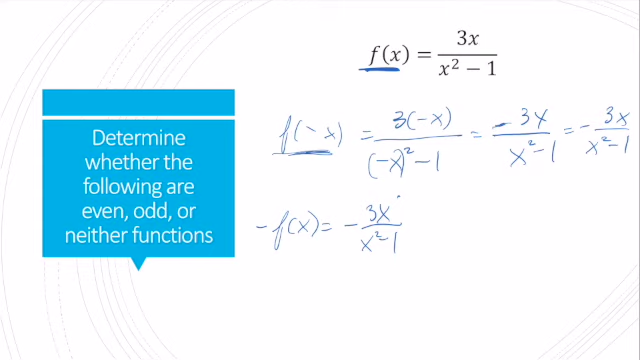 f(x) = 3x / (x² − 1)
Determine
whether the
following are
even, odd, or
neither functions
f(-x) = 3(-x) / ((-x)² - 1) = -3x / (x² - 1) = - 3x / (x² - 1)
-f(x) = - 3x / (x² - 1)